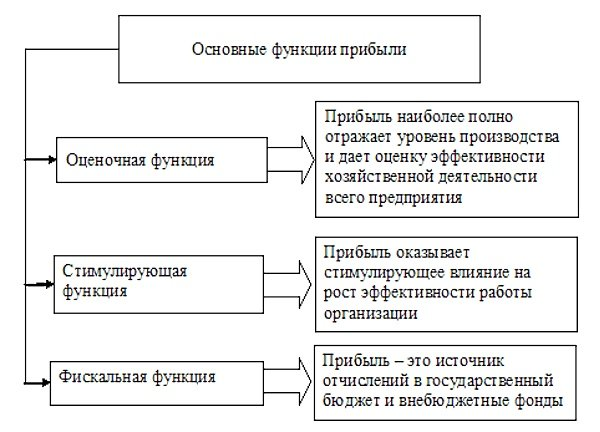 Основные функции прибыли
Оценочная функция
Прибыль наиболее полно
отражает уровень производства
и дает оценку эффективности
хозяйственной деятельности
всего предприятия
Стимулирующая
функция
Прибыль оказывает
стимулирующее влияние на
рост эффективности работы
организации
Фискальная функция
Прибыль – это источник
отчислений в государственный
бюджет и внебюджетные фонды